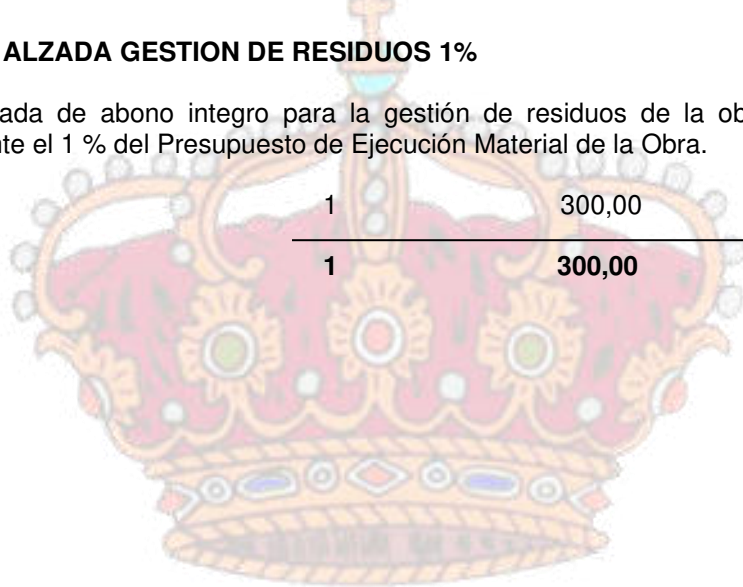 ALZADA GESTION DE RESIDUOS 1%
ada de abono integro para la gestión de residuos de la ob
te el 1 % del Presupuesto de Ejecución Material de la Obra.
1 300,00
1 300,00